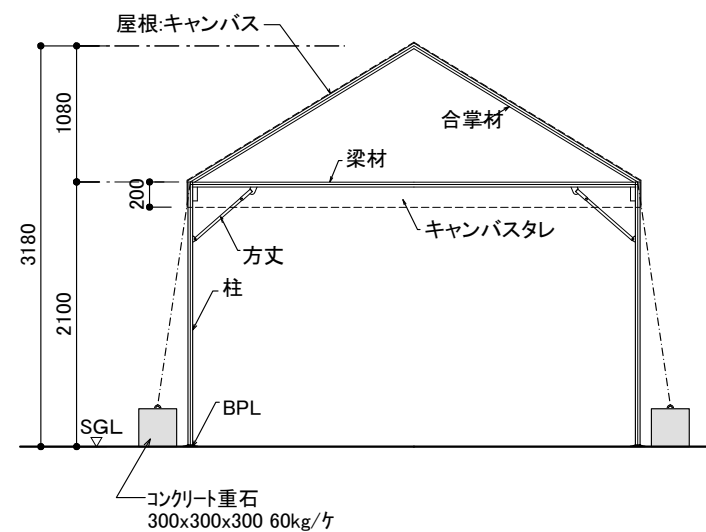 屋根:キャンバス
合掌材
梁材
キャンバスタレ
方丈
柱
BPL
SGL
コンクリート重石
300x300x300 60kg/ケ
3180
1080
200
2100